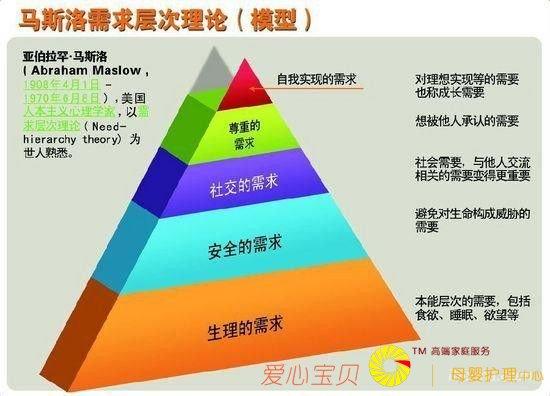 马斯洛需求层次理论（模型）
亚伯拉罕·马斯洛
（Abraham Maslow，
1908年4月1日 -
1970年6月8日），美国
人本主义心理学家，以需
求层次理论（Need-
hierarchy theory）为
世人熟悉。
自我实现的需求
对理想实现等的需要
也称成长需要
尊重的
需求
想被他人承认的需要
社交的需求
社会需要，与他人交流
相关的需要变得更重要
安全的需求
避免对生命构成威胁的
需要
生理的需求
本能层次的需要，包括
食欲、睡眠、欲望等
TM 高端家庭服务
爱心宝贝
母婴护理中心